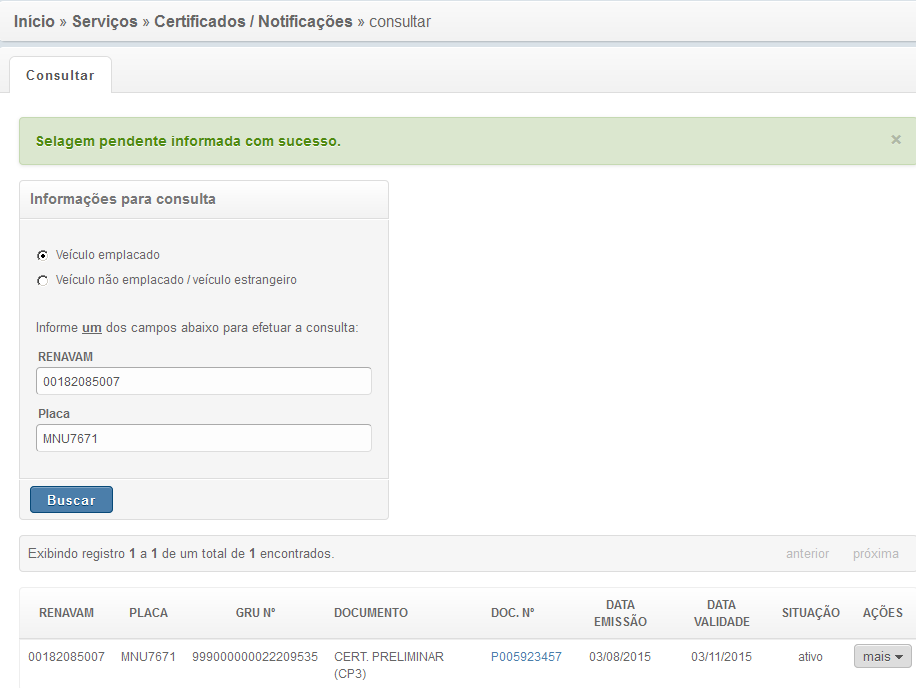 Início » Serviços » Certificados / Notificações » consultar
Consultar
Selagem pendente informada com sucesso. ×
Informações para consulta
Veículo emplacado
Veículo não emplacado / veículo estrangeiro
Informe um dos campos abaixo para efetuar a consulta:
RENAVAM
00182085007
Placa
MNU7671
Buscar
Exibindo registro 1 a 1 de um total de 1 encontrados. anterior próxima
RENAVAM PLACA GRU Nº DOCUMENTO DOC. Nº DATA EMISSÃO DATA VALIDADE SITUAÇÃO AÇÕES
00182085007 MNU7671 999000000022209535 CERT. PRELIMINAR P005923457 03/08/2015 03/11/2015 ativo mais
(CP3)